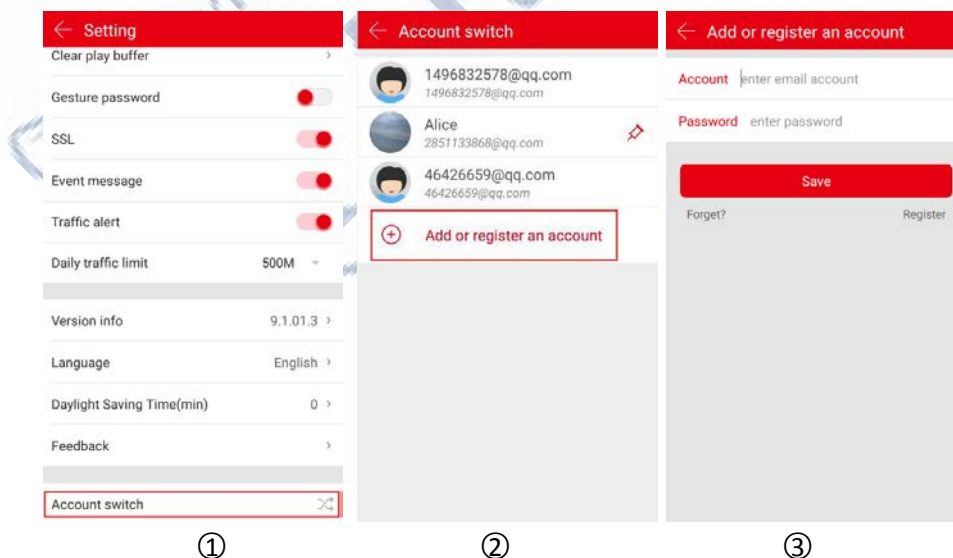 Setting
Clear play buffer
Gesture password
SSL
Event message
Traffic alert
Daily traffic limit 500M
Version info 9.1.01.3
Language English
Daylight Saving Time(min) 0
Feedback
Account switch
①
Account switch
1496832578@qq.com
1496832578@qq.com
Alice
2851133868@qq.com
46426659@qq.com
46426659@qq.com
Add or register an account
②
Add or register an account
Account enter email account
Password enter password
Save
Forget? Register
③